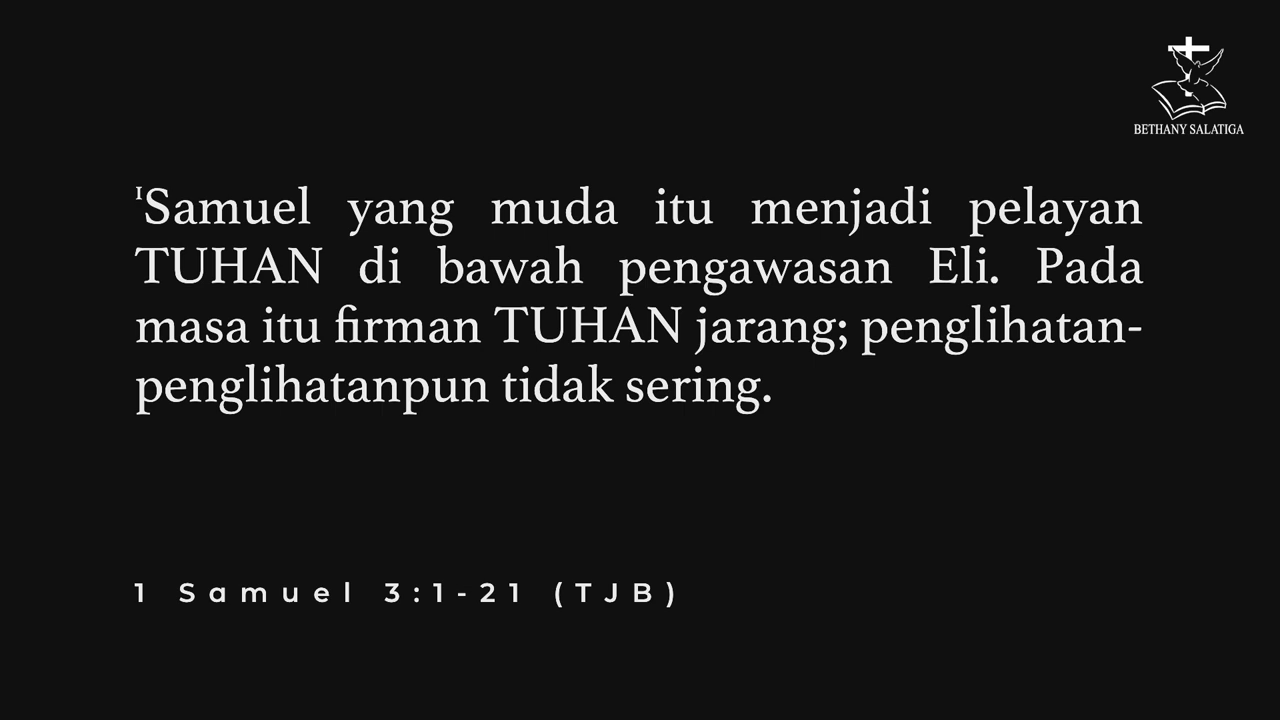 BETHANY SALATIGA
¹Samuel yang muda itu menjadi pelayan
TUHAN di bawah pengawasan Eli. Pada
masa itu firman TUHAN jarang; penglihatan-
penglihatanpun tidak sering.
1 Samuel 3:1-21 (TJB)